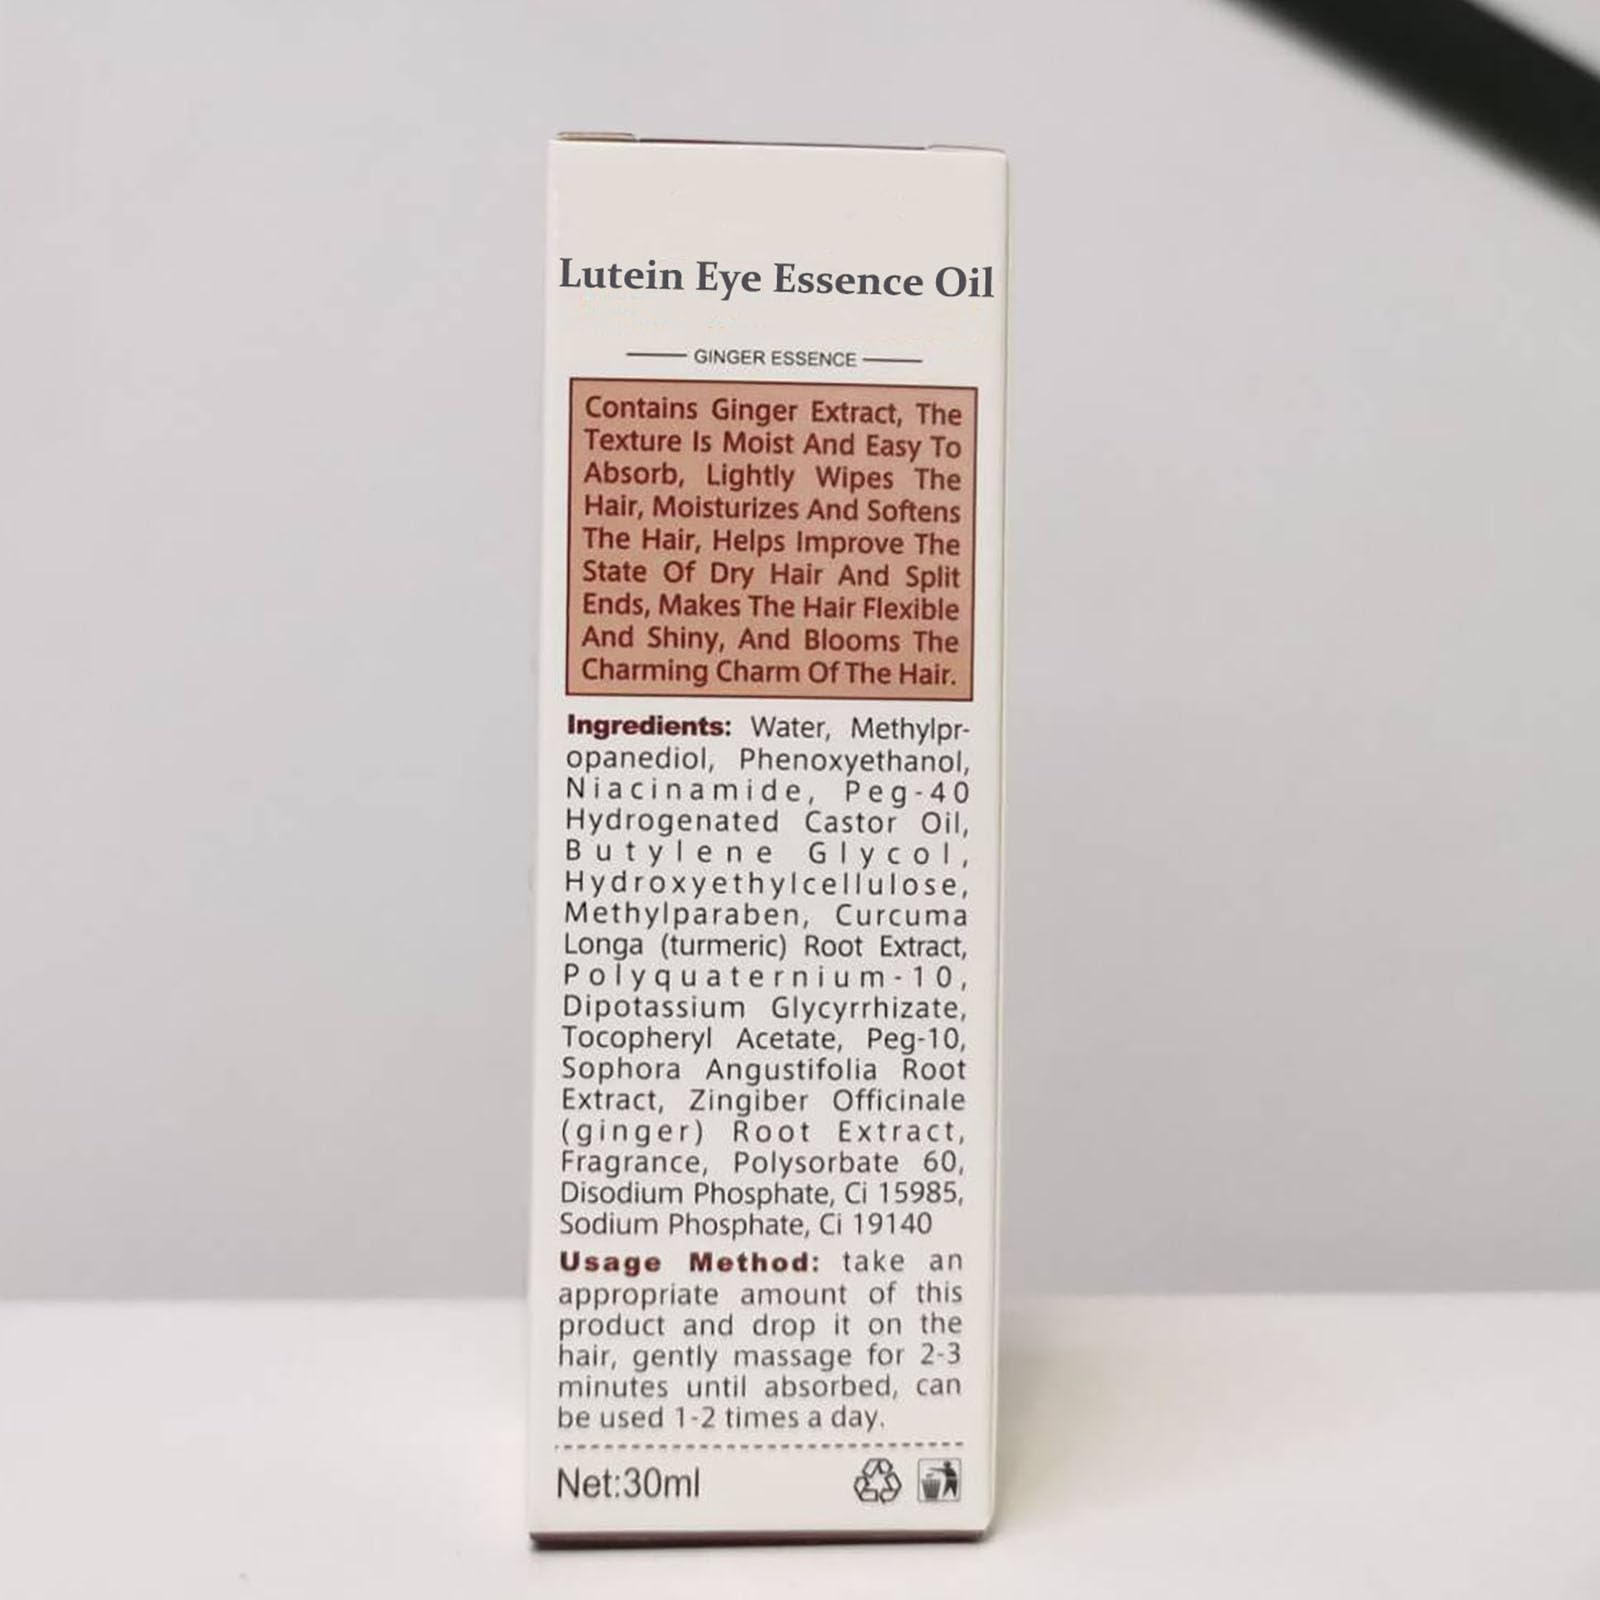 Lutein Eye Essence Oil
GINGER ESSENCE
Contains Ginger Extract, The
Texture Is Moist And Easy To
Absorb, Lightly Wipes The
Hair, Moisturizes And Softens
The Hair, Helps Improve The
State Of Dry Hair And Split
Ends, Makes The Hair Flexible
And Shiny, And Blooms The
Charming Charm Of The Hair.
Ingredients: Water, Methylpr-
opanediol, Phenoxyethanol,
Niacinamide, Peg-40
Hydrogenated Castor Oil,
Butylene Glycol,
Hydroxyethylcellulose,
Methylparaben, Curcuma
Longa (turmeric) Root Extract,
Polyquaternium-10,
Dipotassium Glycyrrhizate,
Tocopheryl Acetate, Peg-10,
Sophora Angustifolia Root
Extract, Zingiber Officinale
(ginger) Root Extract,
Fragrance, Polysorbate 60,
Disodium Phosphate, Ci 15985,
Sodium Phosphate, Ci 19140
Usage Method: take an
appropriate amount of this
product and drop it on the
hair, gently massage for 2-3
minutes until absorbed, can
be used 1-2 times a day.
Net:30ml